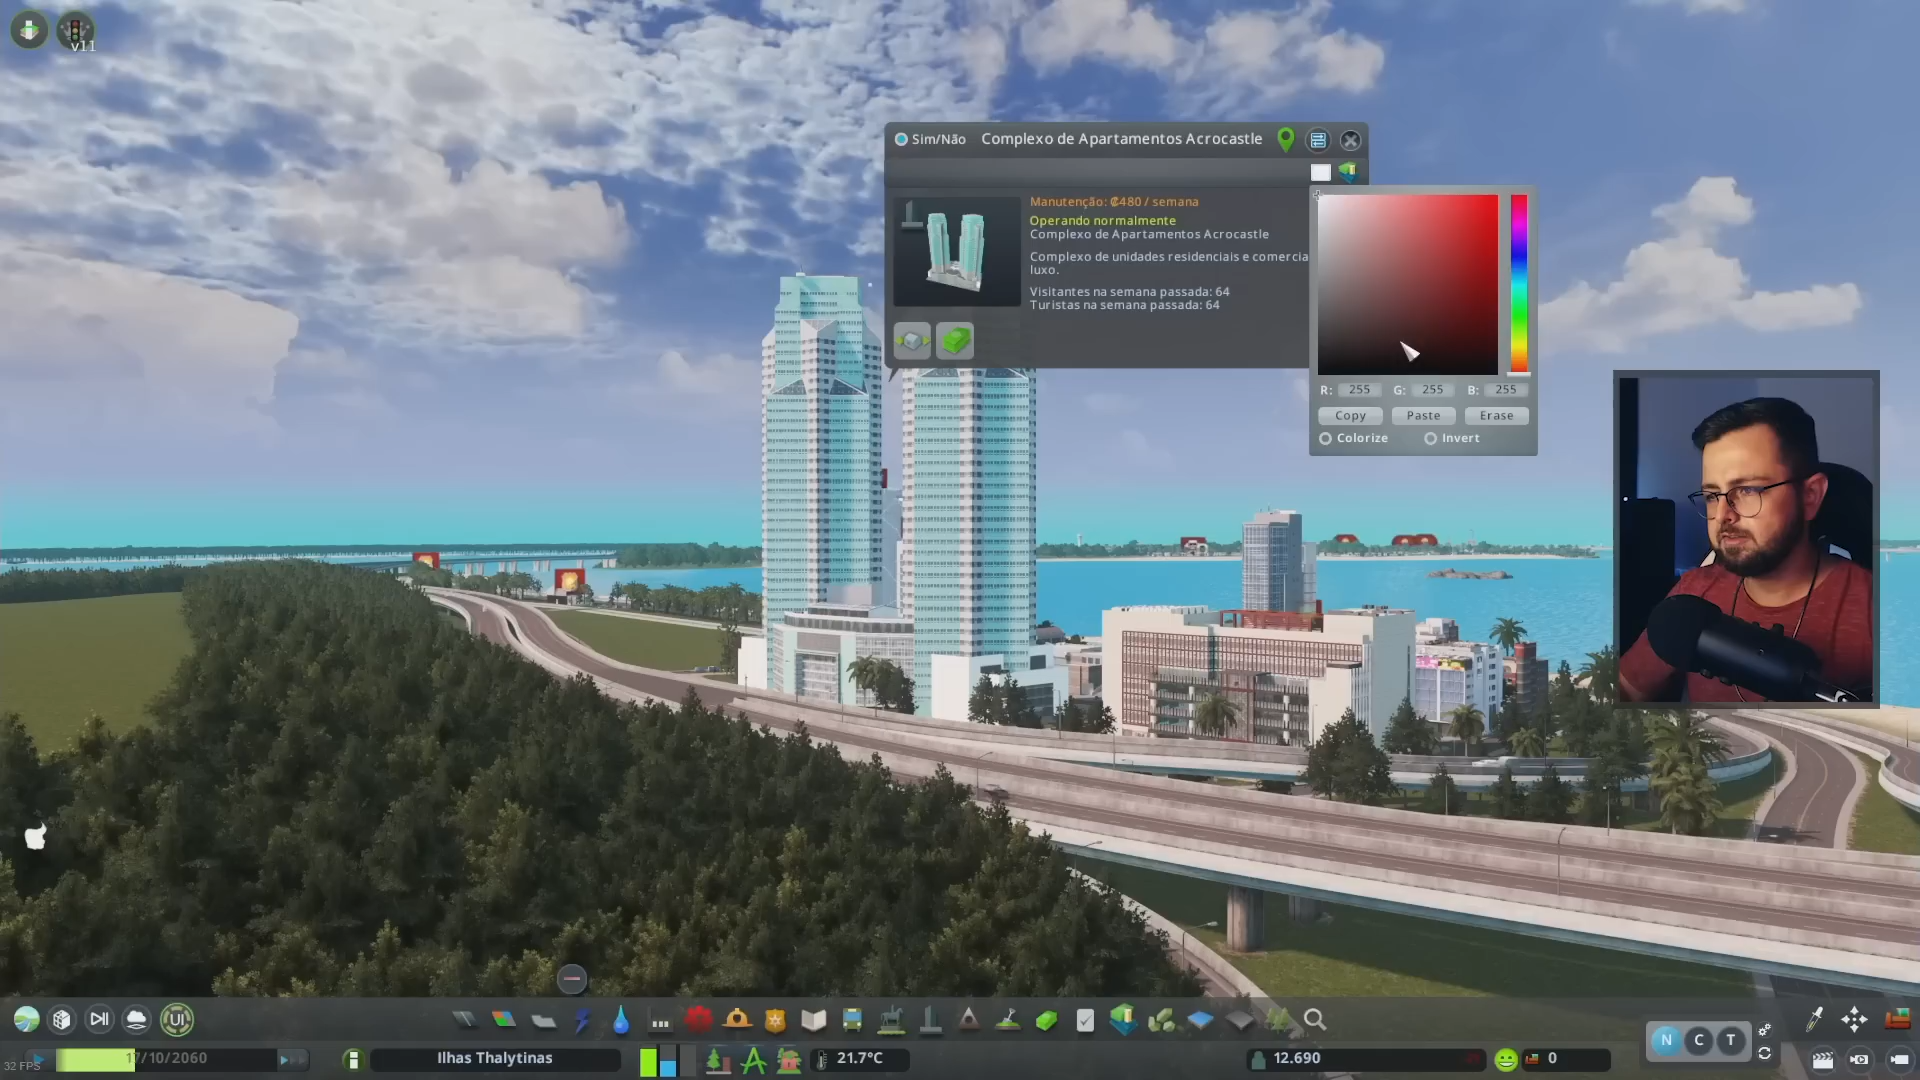 v11
Sim/Não Complexo de Apartamentos Acrocastle
Manutenção: ₡480 / semana
Operando normalmente
Complexo de Apartamentos Acrocastle
Complexo de unidades residenciais e comercia
luxo.
Visitantes na semana passada: 64
Turistas na semana passada: 64
R: 255 G: 255 B: 255
Copy Paste Erase
Colorize Invert
UI
N C T
32 FPS 17/10/2060 Ilhas Thalytinas 21.7°C 12.690 0